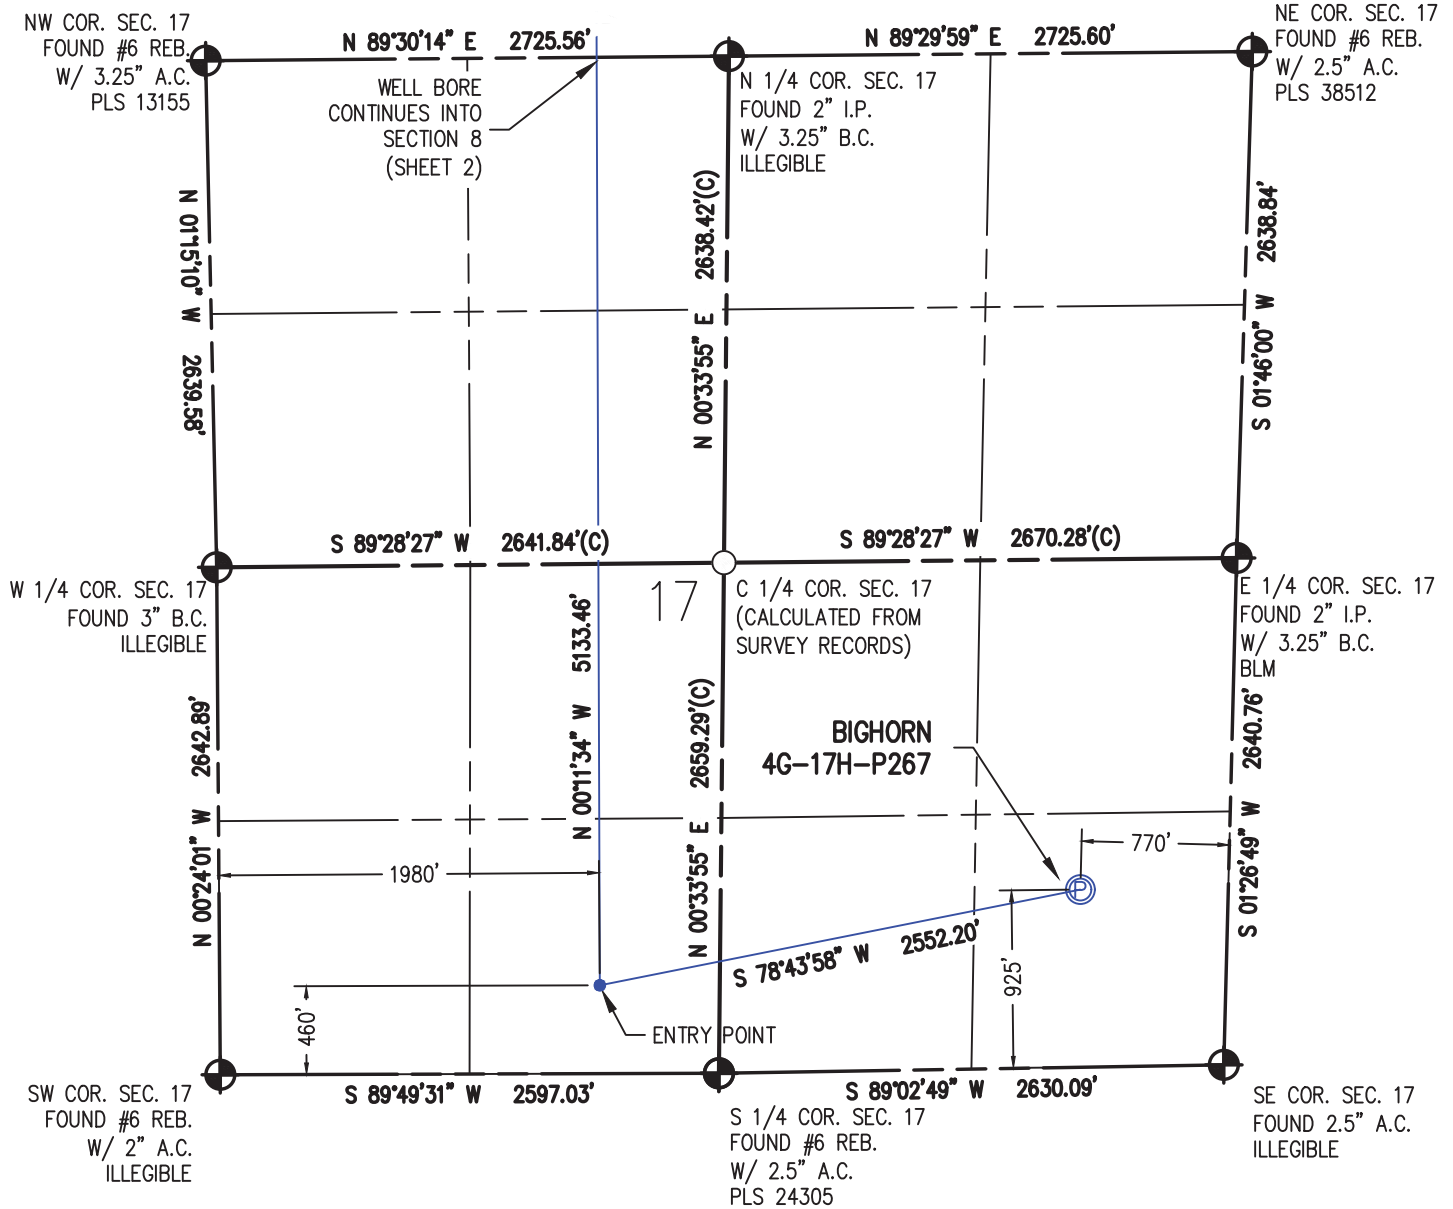 NW COR. SEC. 17
FOUND #6 REB.
W/ 3.25" A.C.
PLS 13155
N 89°30'14" E 2725.56'
N 89°29'59" E 2725.60'
NE COR. SEC. 17
FOUND #6 REB.
W/ 2.5" A.C.
PLS 38512
WELL BORE
CONTINUES INTO
SECTION 8
(SHEET 2)
N 1/4 COR. SEC. 17
FOUND 2" I.P.
W/ 3.25" B.C.
ILLEGIBLE
N 01°15'10" W 2639.58'
N 00°33'55" E 2638.42'(C)
S 01°46'00" W 2638.84'
S 89°28'27" W 2641.84'(C)
S 89°28'27" W 2670.28'(C)
W 1/4 COR. SEC. 17
FOUND 3" B.C.
ILLEGIBLE
17
C 1/4 COR. SEC. 17
(CALCULATED FROM
SURVEY RECORDS)
E 1/4 COR. SEC. 17
FOUND 2" I.P.
W/ 3.25" B.C.
BLM
N 00°24'01" W 2642.89'
N 00°11'34" W 5133.46'
N 00°33'55" E 2659.29'(C)
BIGHORN
4G-17H-P267
S 01°26'49" W 2640.76'
770'
1980'
P
S 78°43'58" W 2552.20'
925'
460'
ENTRY POINT
S 89°49'31" W 2597.03'
S 89°02'49" W 2630.09'
SW COR. SEC. 17
FOUND #6 REB.
W/ 2" A.C.
ILLEGIBLE
S 1/4 COR. SEC. 17
FOUND #6 REB.
W/ 2.5" A.C.
PLS 24305
SE COR. SEC. 17
FOUND 2.5" A.C.
ILLEGIBLE